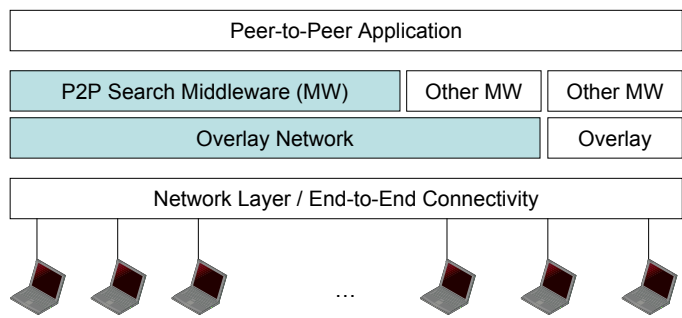 Peer-to-Peer Application
P2P Search Middleware (MW)
Other MW
Other MW
Overlay Network
Overlay
Network Layer / End-to-End Connectivity
...